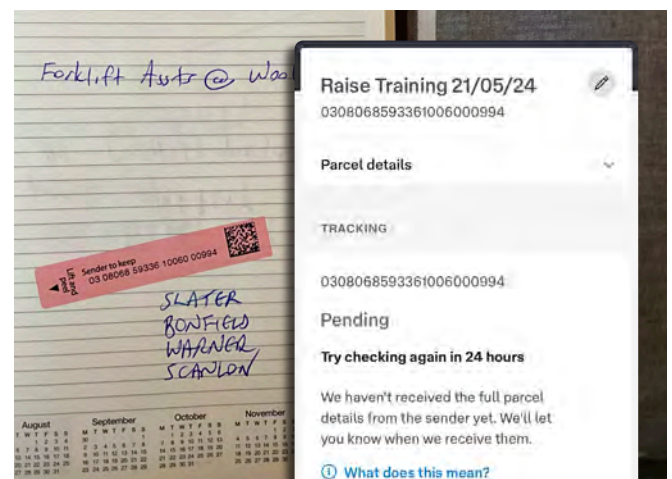 Forklift Assts @ Woo
Lift and
peel
Sender to keep
03 08068 59336 10060 00994
SLATER
BONFIELD
WARNER
SCANLON
August
September
October
November
Raise Training 21/05/24
0308068593361006000994
Parcel details
TRACKING
0308068593361006000994
Pending
Try checking again in 24 hours
We haven't received the full parcel
details from the sender yet. We'll let
you know when we receive them.
What does this mean?